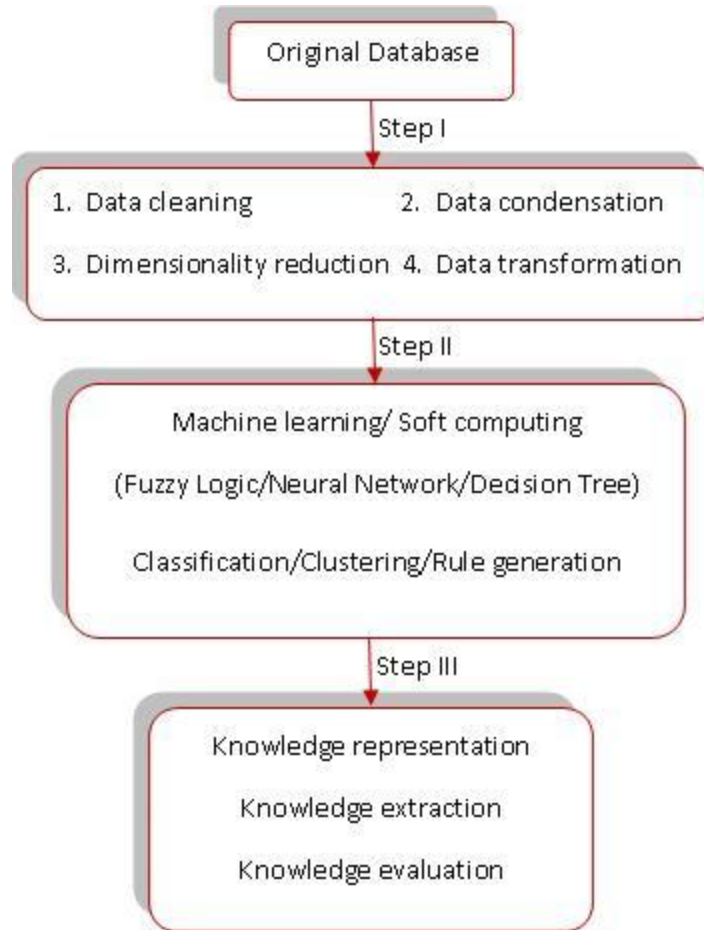 Original Database
Step I
1. Data cleaning 2. Data condensation
3. Dimensionality reduction 4. Data transformation
Step II
Machine learning/ Soft computing
(Fuzzy Logic/Neural Network/Decision Tree)
Classification/Clustering/Rule generation
Step III
Knowledge representation
Knowledge extraction
Knowledge evaluation